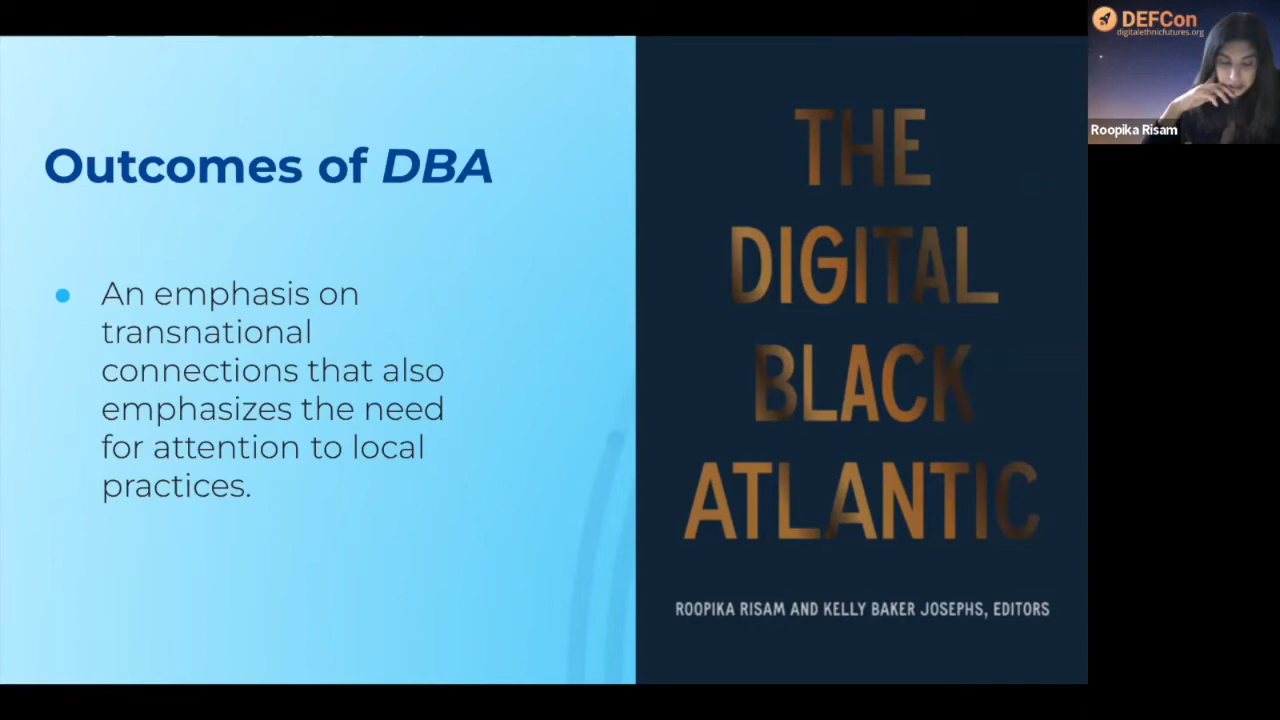 Outcomes of DBA
An emphasis on
transnational
connections that also
emphasizes the need
for attention to local
practices.
THE
DIGITAL
BLACK
ATLANTIC
ROOPIKA RISAM AND KELLY BAKER JOSEPHS, EDITORS
DEFCon
digitalethnicfutures.org
Roopika Risam